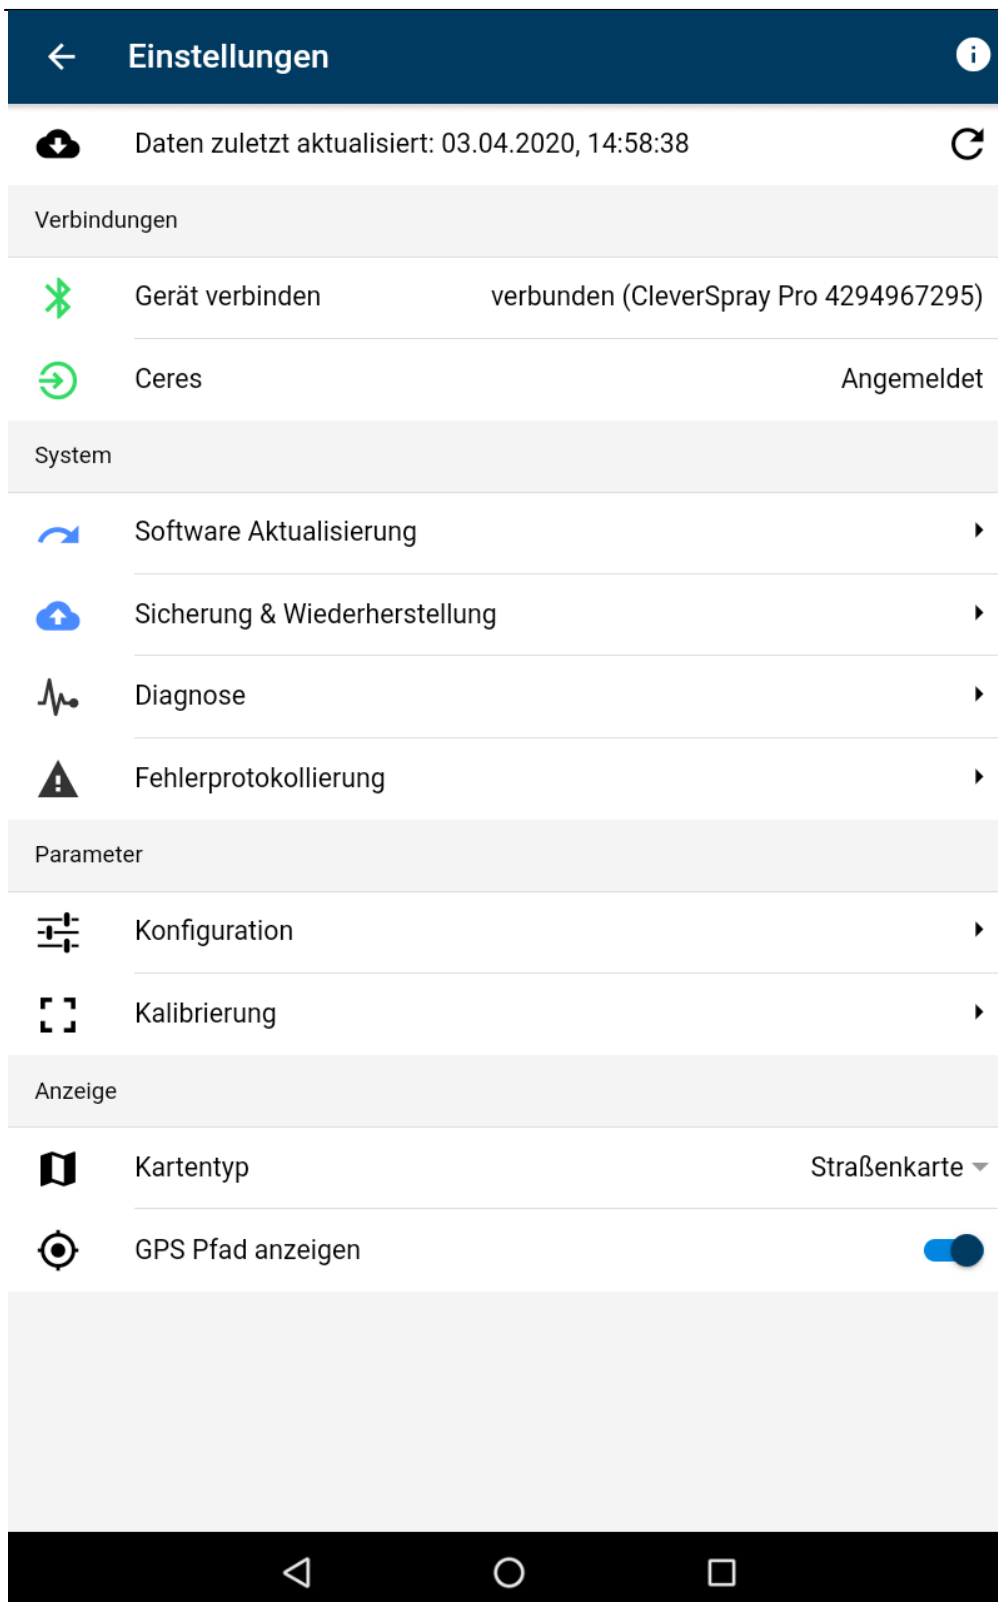 Einstellungen
Daten zuletzt aktualisiert: 03.04.2020, 14:58:38
Verbindungen
Gerät verbinden verbunden (CleverSpray Pro 4294967295)
Ceres Angemeldet
System
Software Aktualisierung
Sicherung & Wiederherstellung
Diagnose
Fehlerprotokollierung
Parameter
Konfiguration
Kalibrierung
Anzeige
Kartentyp Straßenkarte
GPS Pfad anzeigen